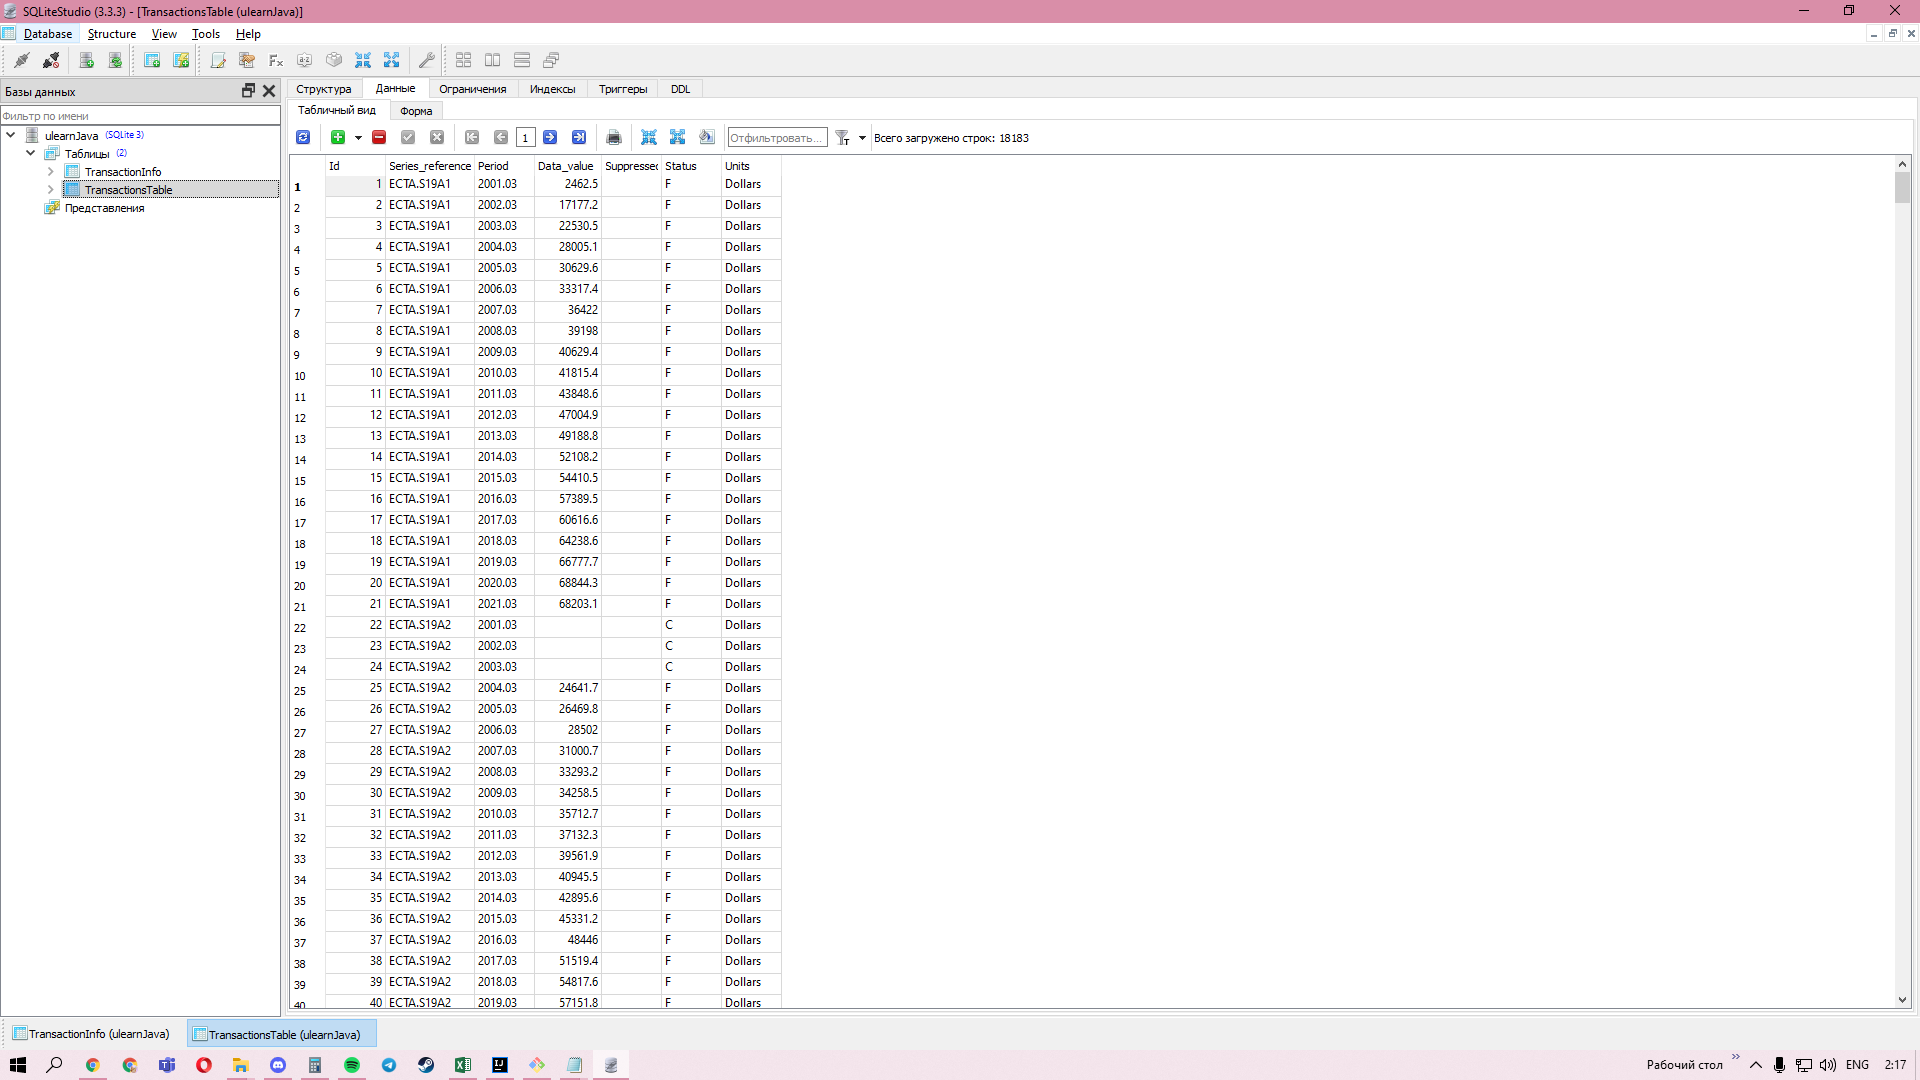 SQLiteStudio (3.3.3) - [TransactionsTable (ulearnJava)]
Database Structure View Tools Help
Базы данных
Фильтр по имени
ulearnJava (SQLite 3)
Таблицы (2)
TransactionInfo
TransactionsTable
Представления
Структура Данные Ограничения Индексы Триггеры DDL
Табличный вид Форма
1 Отфильтровать... Всего загружено строк: 18183
Id Series_reference Period Data_value Suppressed Status Units
1 1 ECTA.S19A1 2001.03 2462.5 F Dollars
2 2 ECTA.S19A1 2002.03 17177.2 F Dollars
3 3 ECTA.S19A1 2003.03 22530.5 F Dollars
4 4 ECTA.S19A1 2004.03 28005.1 F Dollars
5 5 ECTA.S19A1 2005.03 30629.6 F Dollars
6 6 ECTA.S19A1 2006.03 33317.4 F Dollars
7 7 ECTA.S19A1 2007.03 36422 F Dollars
8 8 ECTA.S19A1 2008.03 39198 F Dollars
9 9 ECTA.S19A1 2009.03 40629.4 F Dollars
10 10 ECTA.S19A1 2010.03 41815.4 F Dollars
11 11 ECTA.S19A1 2011.03 43848.6 F Dollars
12 12 ECTA.S19A1 2012.03 47004.9 F Dollars
13 13 ECTA.S19A1 2013.03 49188.8 F Dollars
14 14 ECTA.S19A1 2014.03 52108.2 F Dollars
15 15 ECTA.S19A1 2015.03 54410.5 F Dollars
16 16 ECTA.S19A1 2016.03 57389.5 F Dollars
17 17 ECTA.S19A1 2017.03 60616.6 F Dollars
18 18 ECTA.S19A1 2018.03 64238.6 F Dollars
19 19 ECTA.S19A1 2019.03 66777.7 F Dollars
20 20 ECTA.S19A1 2020.03 68844.3 F Dollars
21 21 ECTA.S19A1 2021.03 68203.1 F Dollars
22 22 ECTA.S19A2 2001.03 C Dollars
23 23 ECTA.S19A2 2002.03 C Dollars
24 24 ECTA.S19A2 2003.03 C Dollars
25 25 ECTA.S19A2 2004.03 24641.7 F Dollars
26 26 ECTA.S19A2 2005.03 26469.8 F Dollars
27 27 ECTA.S19A2 2006.03 28502 F Dollars
28 28 ECTA.S19A2 2007.03 31000.7 F Dollars
29 29 ECTA.S19A2 2008.03 33293.2 F Dollars
30 30 ECTA.S19A2 2009.03 34258.5 F Dollars
31 31 ECTA.S19A2 2010.03 35712.7 F Dollars
32 32 ECTA.S19A2 2011.03 37132.3 F Dollars
33 33 ECTA.S19A2 2012.03 39561.9 F Dollars
34 34 ECTA.S19A2 2013.03 40945.5 F Dollars
35 35 ECTA.S19A2 2014.03 42895.6 F Dollars
36 36 ECTA.S19A2 2015.03 45331.2 F Dollars
37 37 ECTA.S19A2 2016.03 48446 F Dollars
38 38 ECTA.S19A2 2017.03 51519.4 F Dollars
39 39 ECTA.S19A2 2018.03 54817.6 F Dollars
40 40 ECTA.S19A2 2019.03 57151.8 F Dollars
TransactionInfo (ulearnJava) TransactionsTable (ulearnJava)
Рабочий стол ENG 2:17